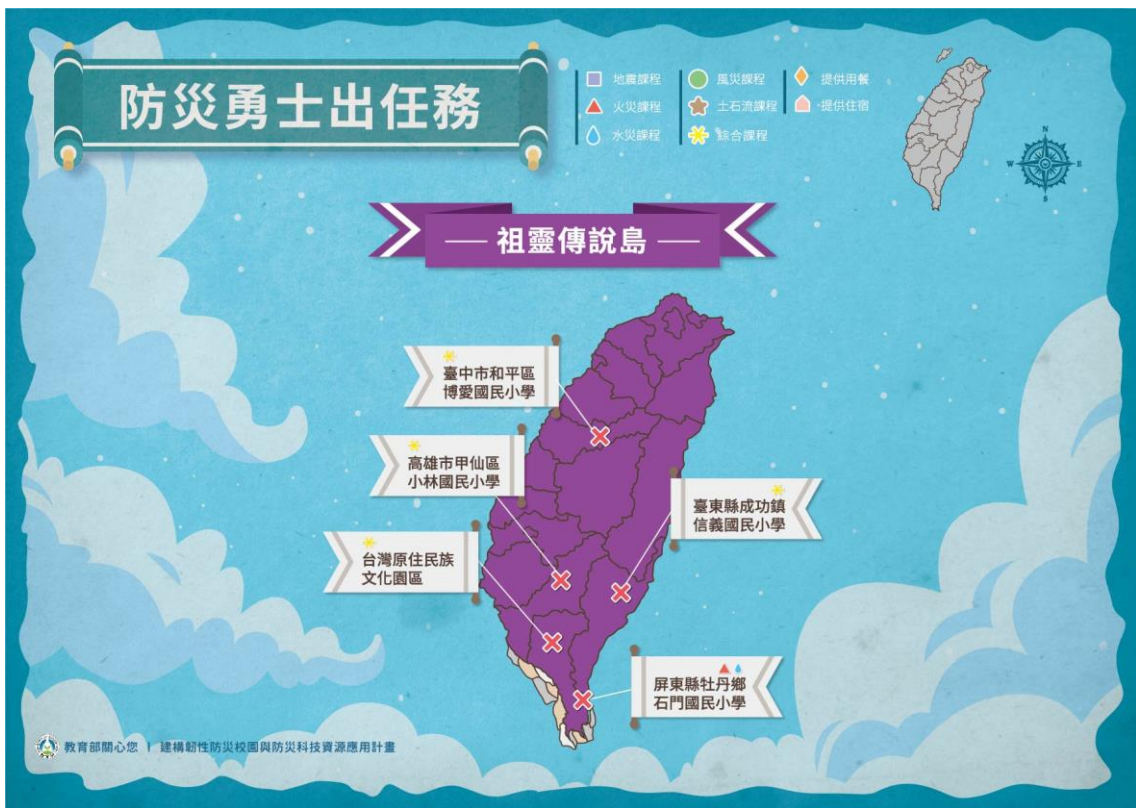 防災勇士出任務
地震課程
火災課程
水災課程
風災課程
土石流課程
綜合課程
提供用餐
提供住宿
N
W
E
S
祖靈傳說島
臺中市和平區
博愛國民小學
高雄市甲仙區
小林國民小學
台灣原住民族
文化園區
臺東縣成功鎮
信義國民小學
屏東縣牡丹鄉
石門國民小學
教育部關心您 | 建構韌性防災校園與防災科技資源應用計畫